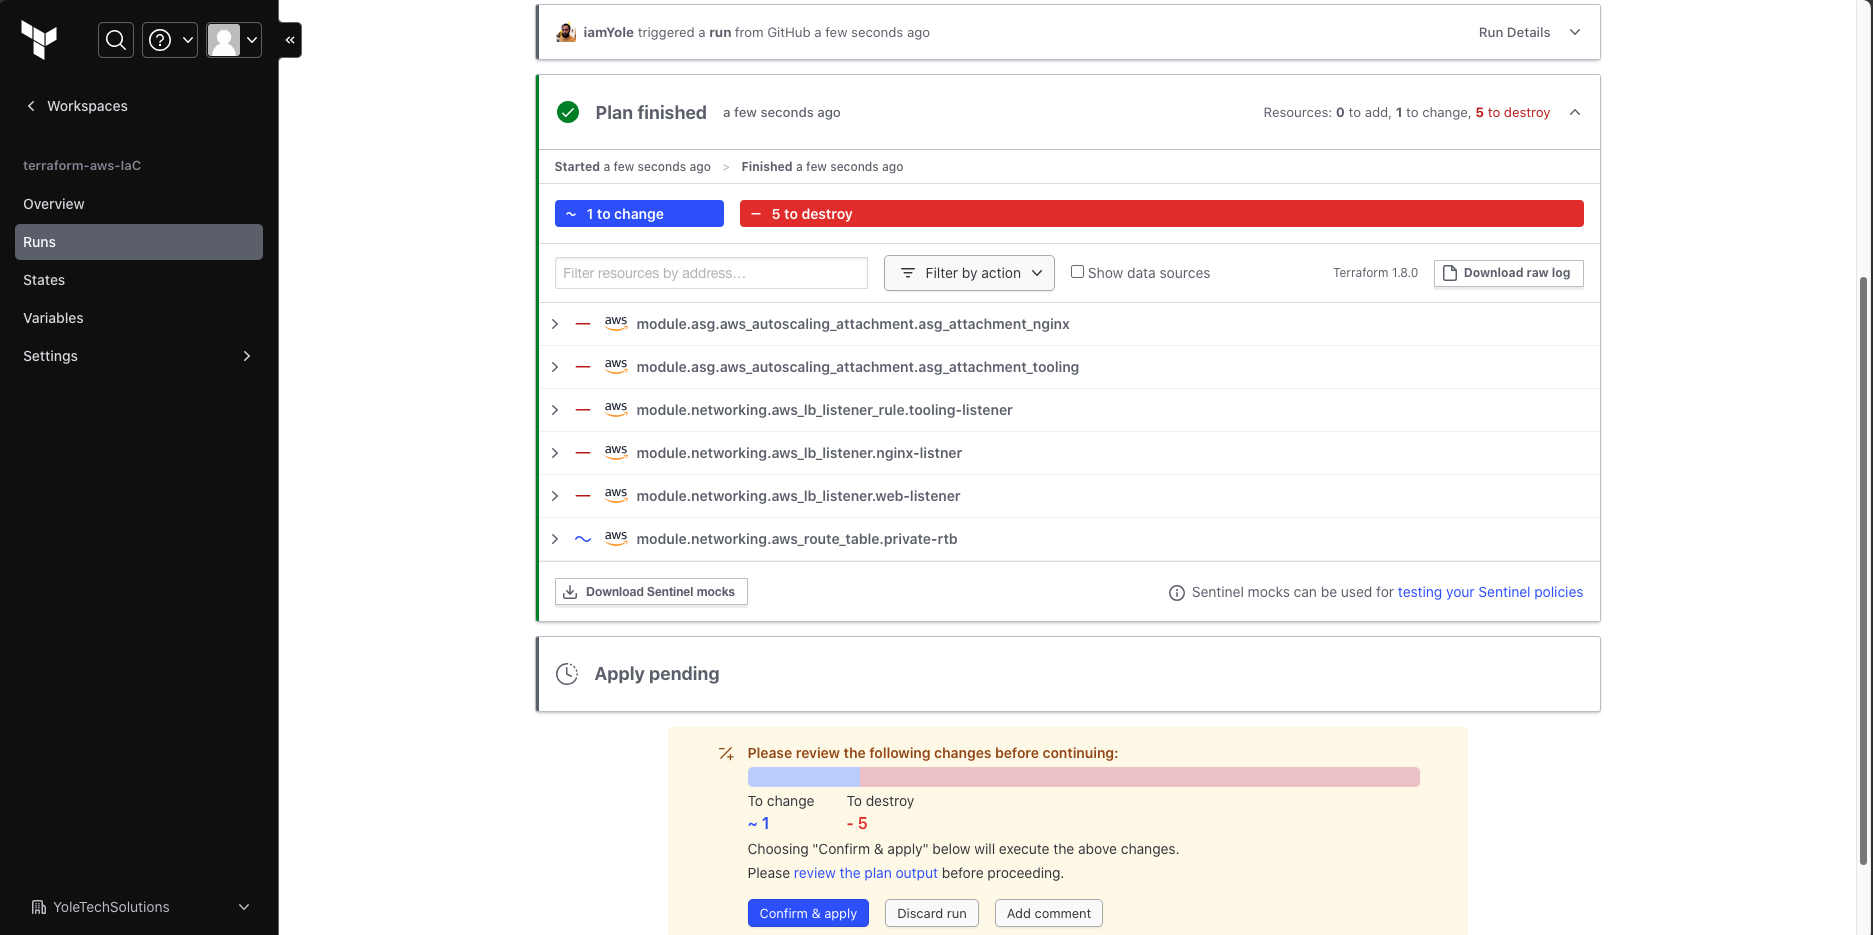 «
Workspaces
terraform-aws-IaC
Overview
Runs
States
Variables
Settings
YoleTechSolutions
iamYole triggered a run from GitHub a few seconds ago
Run Details
Plan finished a few seconds ago
Resources: 0 to add, 1 to change, 5 to destroy
Started a few seconds ago > Finished a few seconds ago
~ 1 to change
− 5 to destroy
Filter resources by address...
Filter by action
Show data sources
Terraform 1.8.0
Download raw log
aws module.asg.aws_autoscaling_attachment.asg_attachment_nginx
aws module.asg.aws_autoscaling_attachment.asg_attachment_tooling
aws module.networking.aws_lb_listener_rule.tooling-listener
aws module.networking.aws_lb_listener.nginx-listner
aws module.networking.aws_lb_listener.web-listener
aws module.networking.aws_route_table.private-rtb
Download Sentinel mocks
Sentinel mocks can be used for testing your Sentinel policies
Apply pending
Please review the following changes before continuing:
To change To destroy
~ 1 - 5
Choosing "Confirm & apply" below will execute the above changes.
Please review the plan output before proceeding.
Confirm & apply
Discard run
Add comment